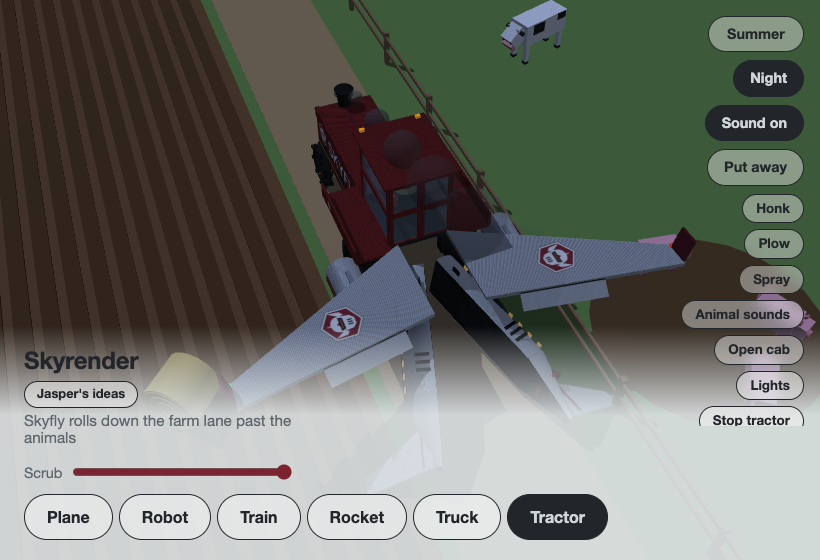 Summer
Night
Sound on
Put away
Honk
Plow
Spray
Animal sounds
Open cab
Lights
Stop tractor
Skyrender
Jasper's ideas
Skyfly rolls down the farm lane past the
animals
Scrub
Plane
Robot
Train
Rocket
Truck
Tractor